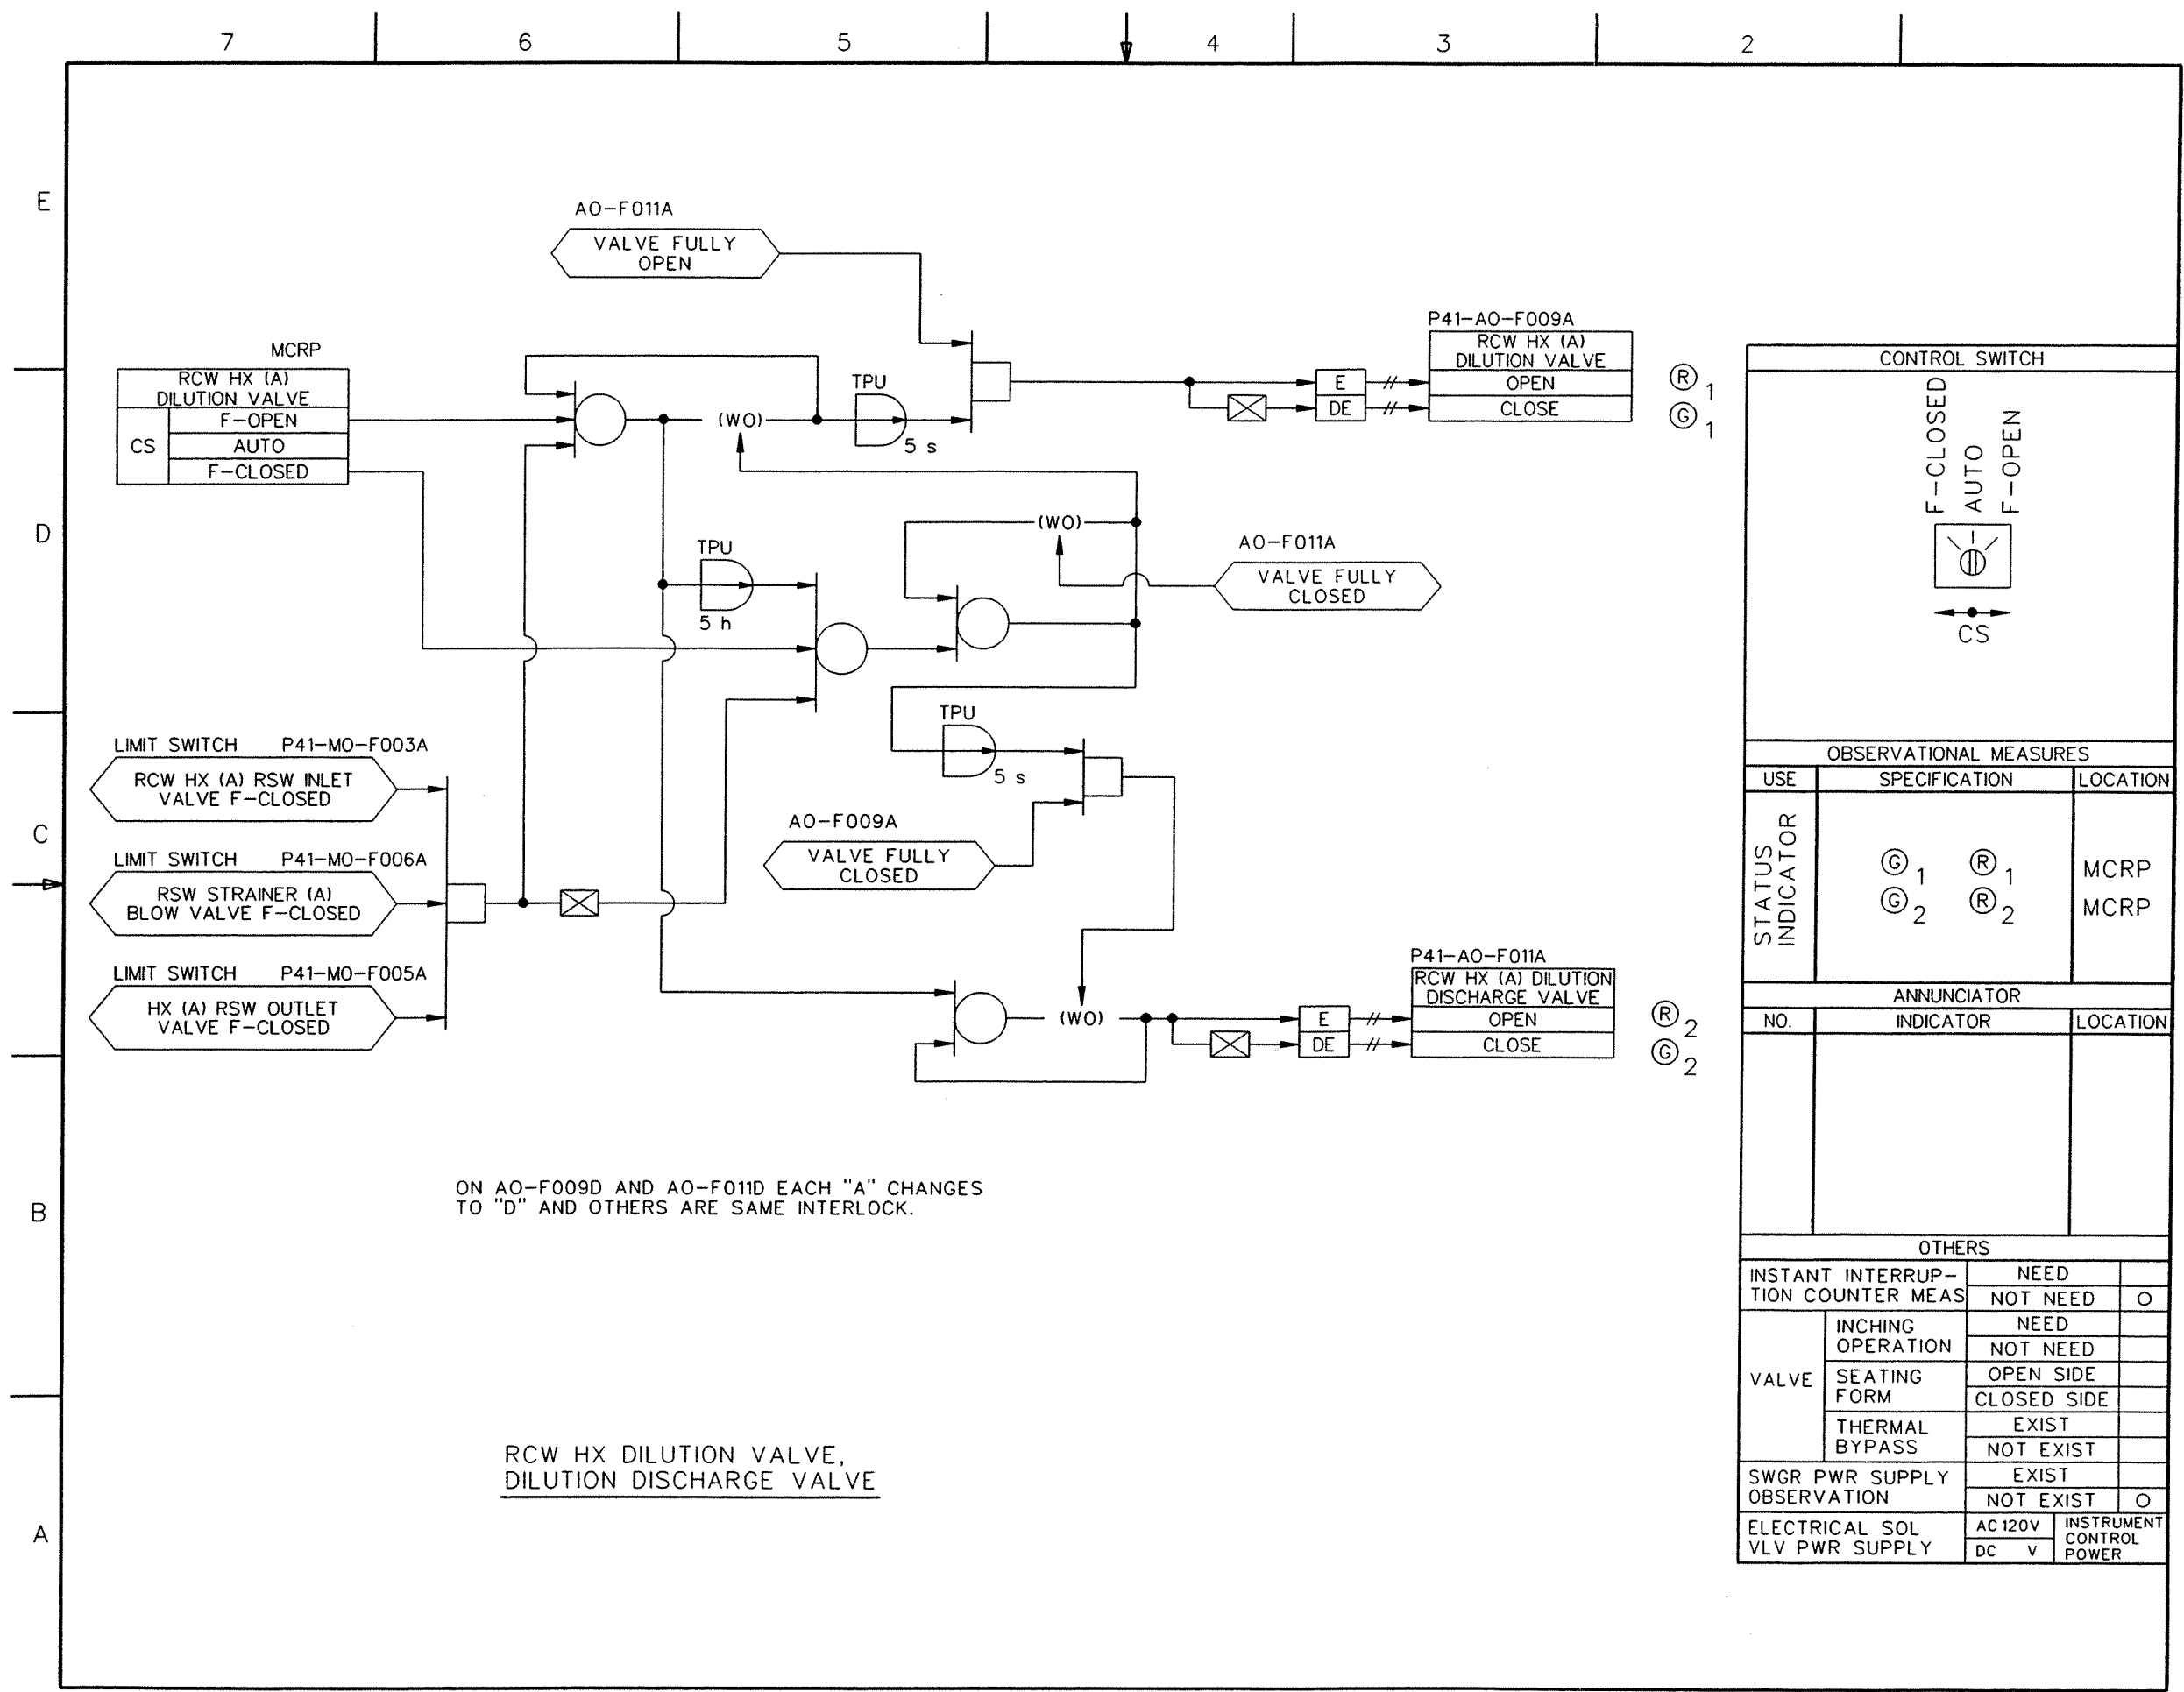 7 6 5 4 3 2
E
D
C
B
A
AO-F011A
VALVE FULLY
OPEN
MCRP
RCW HX (A)
DILUTION VALVE
CS
F-OPEN
AUTO
F-CLOSED
(WO)
TPU
5 s
P41-AO-F009A
RCW HX (A)
DILUTION VALVE
E
OPEN
DE
CLOSE
R 1
G 1
TPU
5 h
(WO)
AO-F011A
VALVE FULLY
CLOSED
LIMIT SWITCH P41-MO-F003A
RCW HX (A) RSW INLET
VALVE F-CLOSED
LIMIT SWITCH P41-MO-F006A
RSW STRAINER (A)
BLOW VALVE F-CLOSED
LIMIT SWITCH P41-MO-F005A
HX (A) RSW OUTLET
VALVE F-CLOSED
TPU
5 s
AO-F009A
VALVE FULLY
CLOSED
(WO)
P41-AO-F011A
RCW HX (A) DILUTION
DISCHARGE VALVE
E
OPEN
DE
CLOSE
R 2
G 2
ON AO-F009D AND AO-F011D EACH "A" CHANGES
TO "D" AND OTHERS ARE SAME INTERLOCK.
RCW HX DILUTION VALVE,
DILUTION DISCHARGE VALVE
CONTROL SWITCH
F-CLOSED
AUTO
F-OPEN
CS
OBSERVATIONAL MEASURES
USE SPECIFICATION LOCATION
STATUS
INDICATOR
G 1 R 1 MCRP
G 2 R 2 MCRP
ANNUNCIATOR
NO. INDICATOR LOCATION
OTHERS
INSTANT INTERRUP-
TION COUNTER MEAS
NEED
NOT NEED O
VALVE
INCHING
OPERATION
NEED
NOT NEED
SEATING
FORM
OPEN SIDE
CLOSED SIDE
THERMAL
BYPASS
EXIST
NOT EXIST
SWGR PWR SUPPLY
OBSERVATION
EXIST
NOT EXIST O
ELECTRICAL SOL
VLV PWR SUPPLY
AC 120V
DC V
INSTRUMENT
CONTROL
POWER